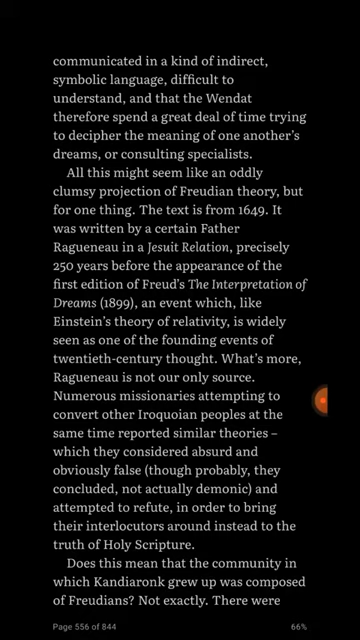 communicated in a kind of indirect,
symbolic language, difficult to
understand, and that the Wendat
therefore spend a great deal of time trying
to decipher the meaning of one another's
dreams, or consulting specialists.
All this might seem like an oddly
clumsy projection of Freudian theory, but
for one thing. The text is from 1649. It
was written by a certain Father
Ragueneau in a Jesuit Relation, precisely
250 years before the appearance of the
first edition of Freud's The Interpretation of
Dreams (1899), an event which, like
Einstein's theory of relativity, is widely
seen as one of the founding events of
twentieth-century thought. What's more,
Ragueneau is not our only source.
Numerous missionaries attempting to
convert other Iroquoian peoples at the
same time reported similar theories –
which they considered absurd and
obviously false (though probably, they
concluded, not actually demonic) and
attempted to refute, in order to bring
their interlocutors around instead to the
truth of Holy Scripture.
Does this mean that the community in
which Kandiaronk grew up was composed
of Freudians? Not exactly. There were
Page 556 of 844 66%